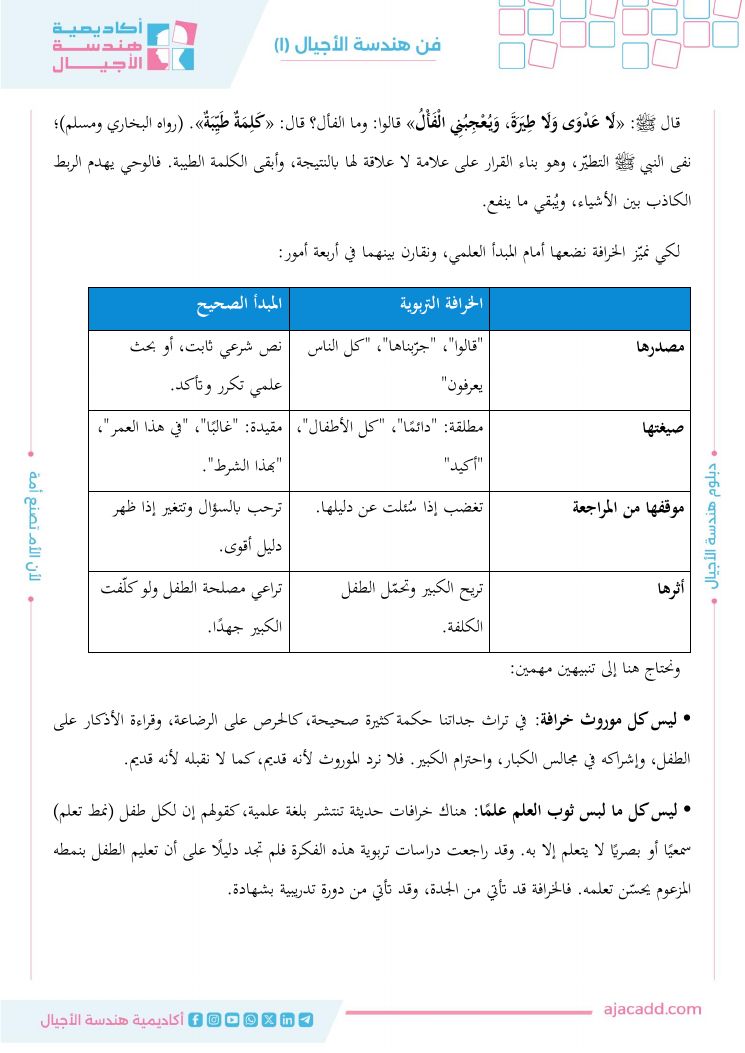 أكاديمية
هندسة
الأجيال
فن هندسة الأجيال (1)
قال ﷺ: «لَا عَدْوَى وَلَا طِيَرَةَ، وَيُعْجِبُنِي الْفَأْلُ» قالوا: وما الفأل؟ قال: «كَلِمَةٌ طَيِّبَةٌ». (رواه البخاري ومسلم)؛
نفى النبي ﷺ التطيّر، وهو بناء القرار على علامة لا علاقة لها بالنتيجة، وأبقى الكلمة الطيبة. فالوحي يهدم الربط
الكاذب بين الأشياء، ويُبقي ما ينفع.
لكي نميّز الخرافة نضعها أمام المبدأ العلمي، ونقارن بينهما في أربعة أمور:
الخرافة التربوية	المبدأ الصحيح
مصدرها	"قالوا"، "جرّبناها"، "كل الناس	نص شرعي ثابت، أو بحث
يعرفون"	علمي تكرر وتأكد.
صيغتها	مطلقة: "دائمًا"، "كل الأطفال"،	مقيدة: "غالبًا"، "في هذا العمر"،
"أكيد"	"بهذا الشرط".
موقفها من المراجعة	تغضب إذا سُئلت عن دليلها.	ترحب بالسؤال وتتغير إذا ظهر
دليل أقوى.
أثرها	تريح الكبير وتحمّل الطفل	تراعي مصلحة الطفل ولو كلّفت
الكلفة.	الكبير جهدًا.
ونحتاج هنا إلى تنبيهين مهمين:
• ليس كل موروث خرافة: في تراث جداتنا حكمة كثيرة صحيحة، كالحرص على الرضاعة، وقراءة الأذكار على
الطفل، وإشراكه في مجالس الكبار، واحترام الكبير. فلا نرد الموروث لأنه قديم، كما لا نقبله لأنه قديم.
• ليس كل ما لبس ثوب العلم علمًا: هناك خرافات حديثة تنتشر بلغة علمية، كقولهم إن لكل طفل (نمط تعلم)
سمعيًا أو بصريًا لا يتعلم إلا به. وقد راجعت دراسات تربوية هذه الفكرة فلم تجد دليلًا على أن تعليم الطفل بنمطه
المزعوم يحسّن تعلمه. فالخرافة قد تأتي من الجدة، وقد تأتي من دورة تدريبية بشهادة.
دبلوم هندسة الأجيال
لأن الأم تصنع أمة
أكاديمية هندسة الأجيال
ajacadd.com